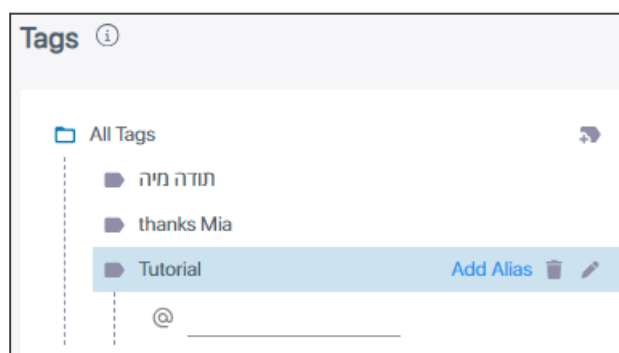 Tags
All Tags
תודה מיה
thanks Mia
Tutorial Add Alias
@